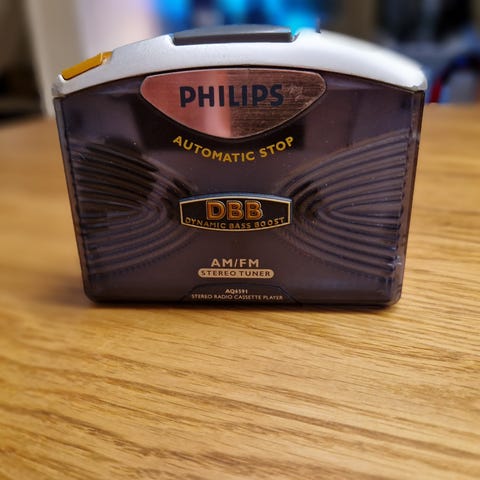 PHILIPS
AUTOMATIC STOP
DBB
DYNAMIC BASS BOOST
AM/FM
STEREO TUNER
AQ6591
STEREO RADIO CASSETTE PLAYER